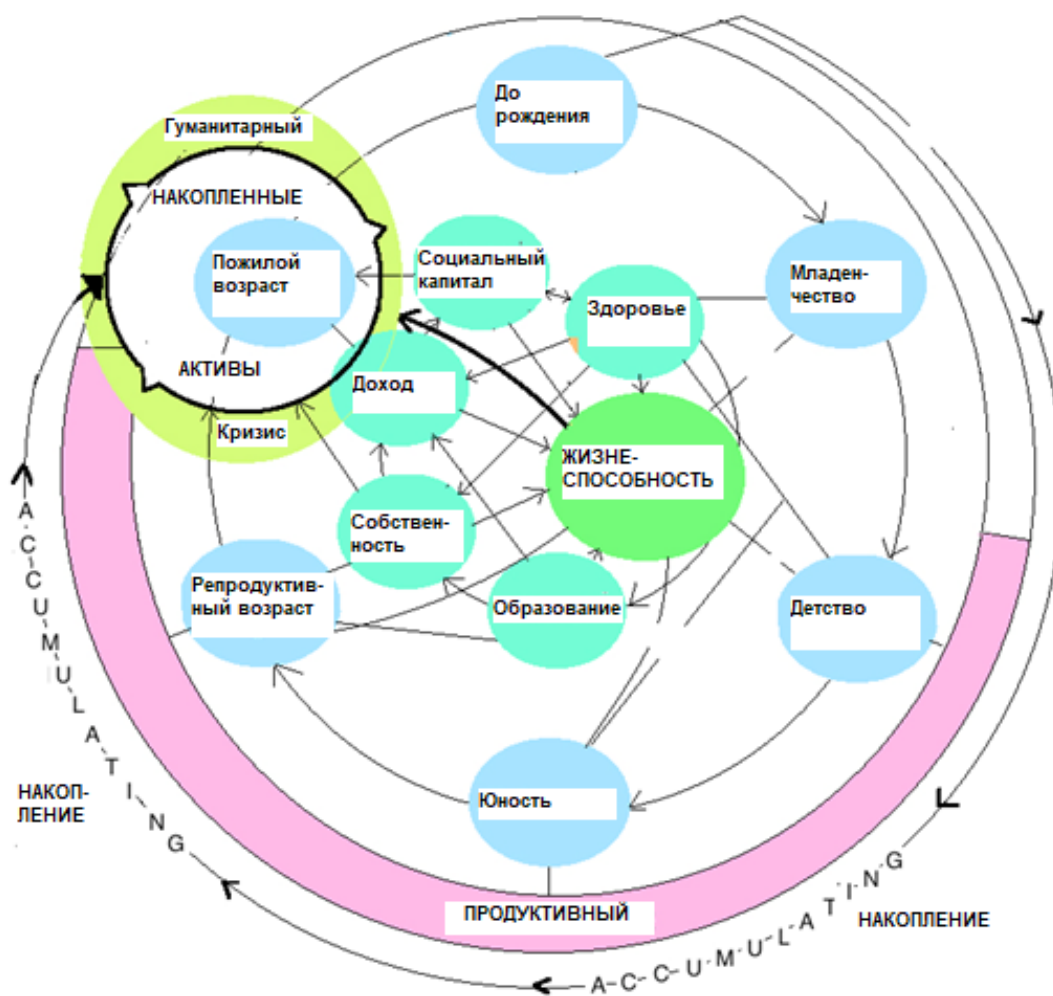 До
рождения
Гуманитарный
НАКОПЛЕННЫЕ
Пожилой
возраст
АКТИВЫ
Кризис
Социальный
капитал
Здоровье
Младен-
чество
Доход
ЖИЗНЕ-
СПОСОБНОСТЬ
Собствен-
ность
Образование
Репродуктив-
ный возраст
Детство
Юность
ПРОДУКТИВНЫЙ
НАКОП-
ЛЕНИЕ
A-C-C-U-M-U-L-A-T-I-N-G
НАКОПЛЕНИЕ
A-C-C-U-M-U-L-A-T-I-N-G